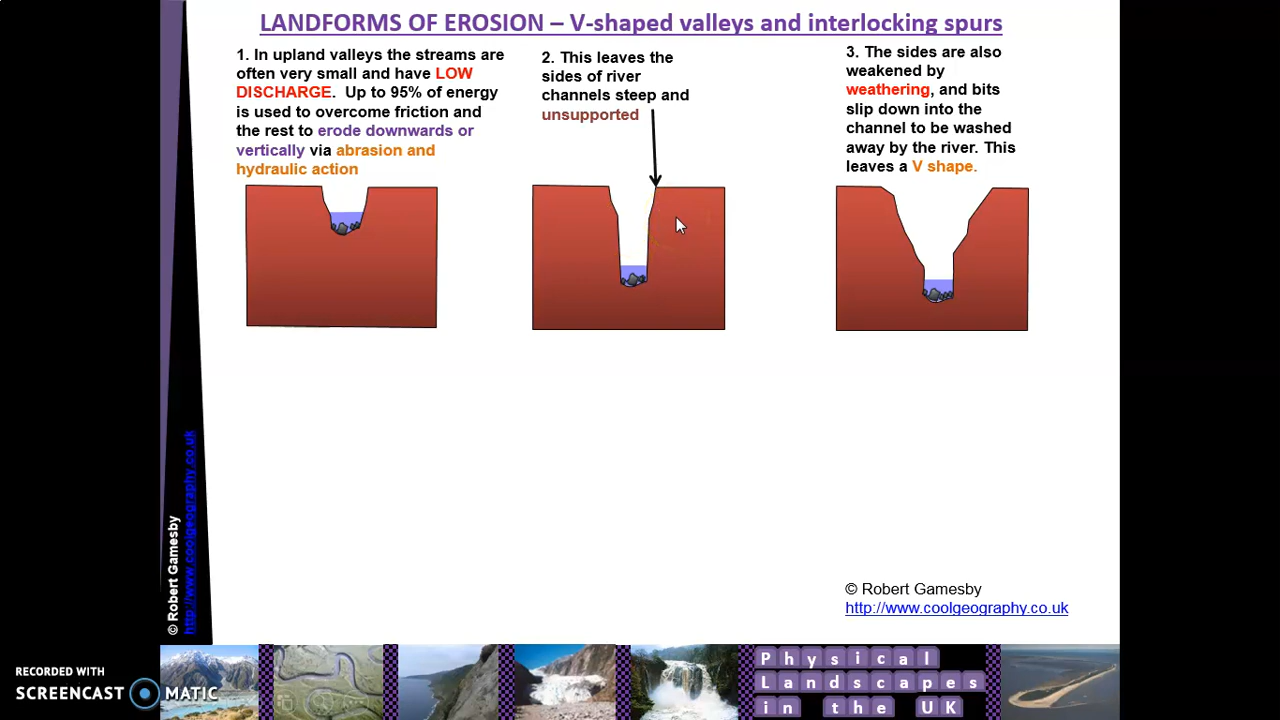 LANDFORMS OF EROSION – V-shaped valleys and interlocking spurs
1. In upland valleys the streams are
often very small and have LOW
DISCHARGE. Up to 95% of energy
is used to overcome friction and
the rest to erode downwards or
vertically via abrasion and
hydraulic action
2. This leaves the
sides of river
channels steep and
unsupported
3. The sides are also
weakened by
weathering, and bits
slip down into the
channel to be washed
away by the river. This
leaves a V shape.
© Robert Gamesby
http://www.coolgeography.co.uk
© Robert Gamesby
http://www.coolgeography.co.uk
RECORDED WITH
SCREENCAST MATIC
Physical
Landscapes
in the UK